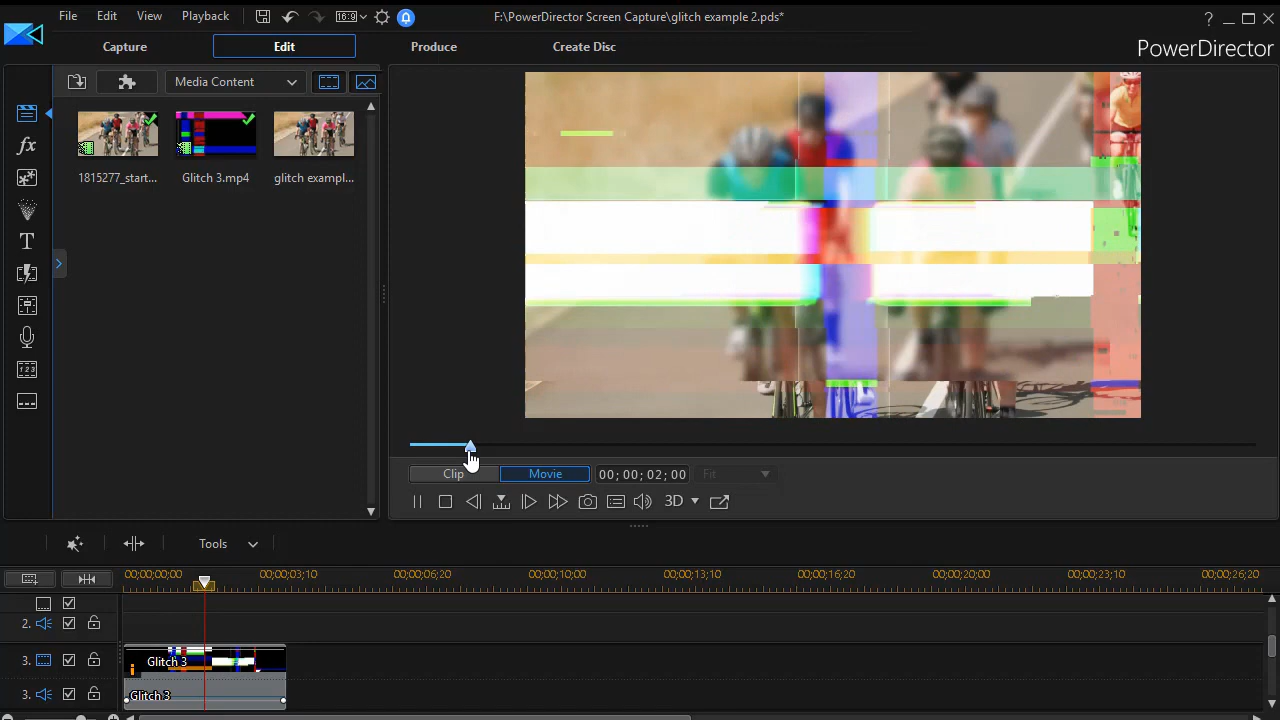 File Edit View Playback 16:9 F:\PowerDirector Screen Capture\glitch example 2.pds* ?
Capture Edit Produce Create Disc PowerDirector
Media Content
1815277_start... Glitch 3.mp4 glitch exampl...
fx
T
Clip Movie 00; 00; 02; 00 Fit
3D
Tools
00;00;00;00 00;00;03;10 00;00;06;20 00;00;10;00 00;00;13;10 00;00;16;20 00;00;20;00 00;00;23;10 00;00;26;20
2.
3. Glitch 3
3. Glitch 3